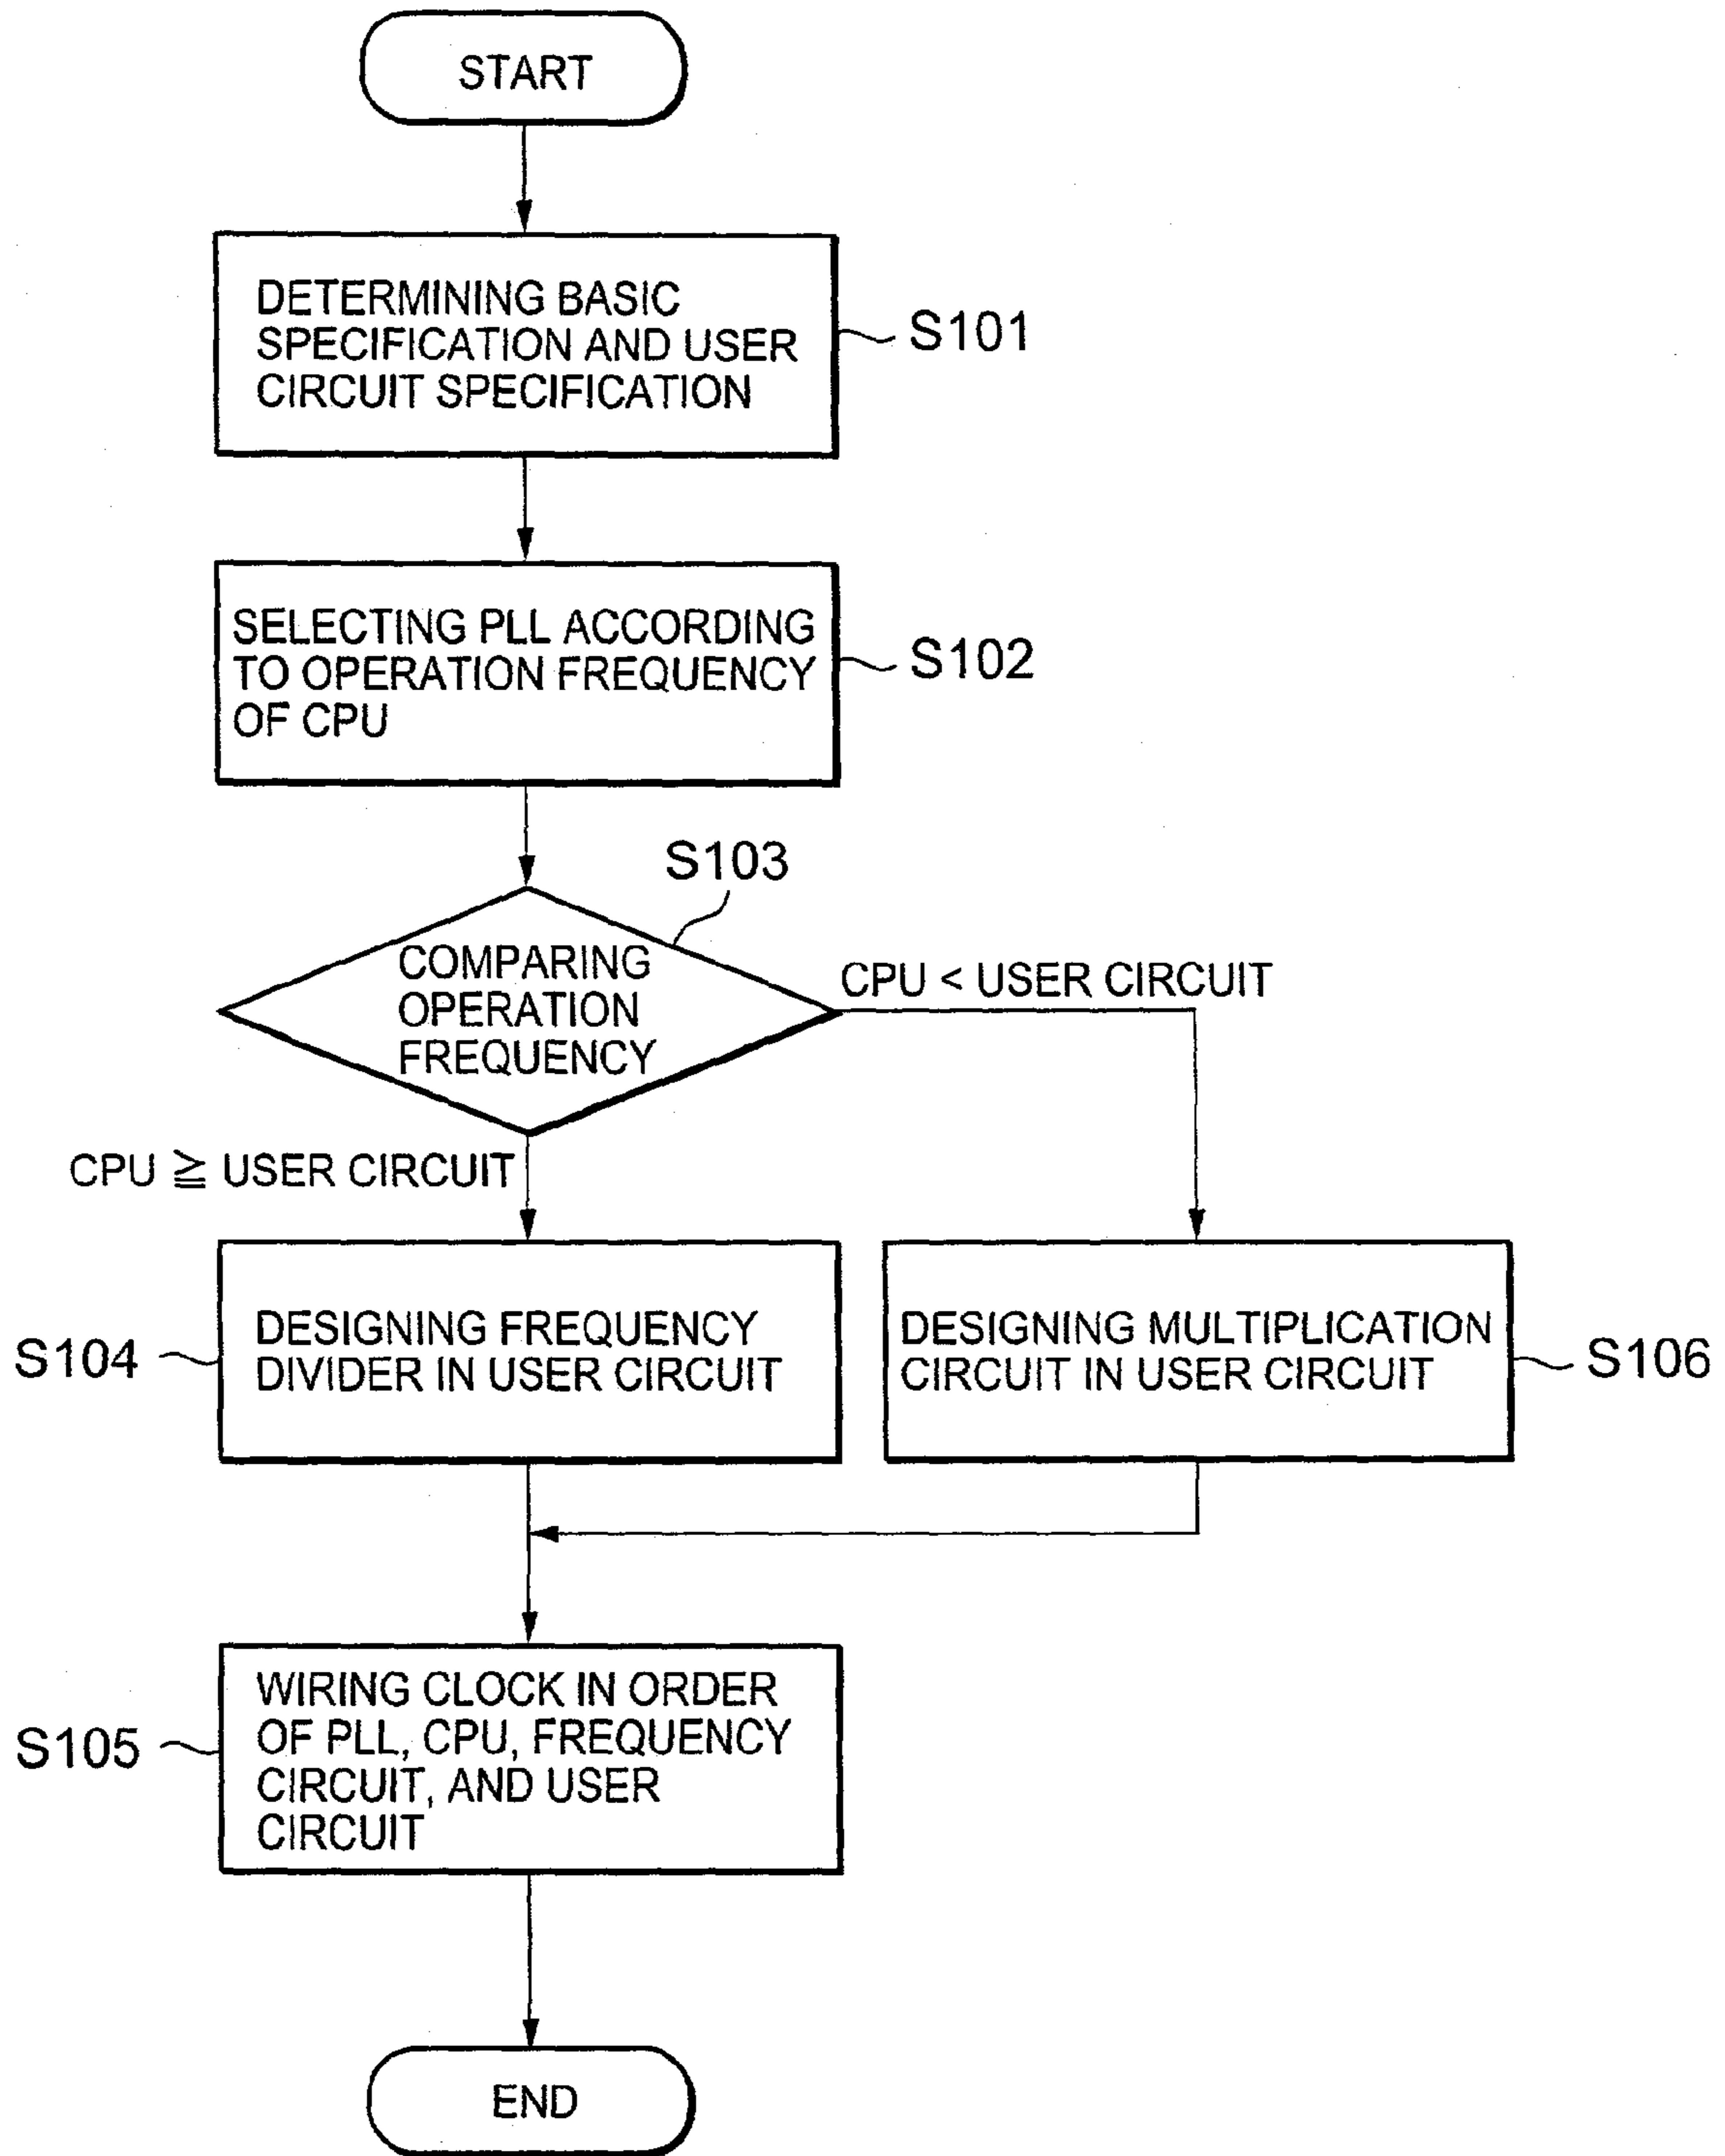 START
DETERMINING BASIC
SPECIFICATION AND USER
CIRCUIT SPECIFICATION
S101
SELECTING PLL ACCORDING
TO OPERATION FREQUENCY
OF CPU
S102
S103
COMPARING
OPERATION
FREQUENCY
CPU < USER CIRCUIT
CPU ≧ USER CIRCUIT
S104
DESIGNING FREQUENCY
DIVIDER IN USER CIRCUIT
DESIGNING MULTIPLICATION
CIRCUIT IN USER CIRCUIT
S106
S105
WIRING CLOCK IN ORDER
OF PLL, CPU, FREQUENCY
CIRCUIT, AND USER
CIRCUIT
END